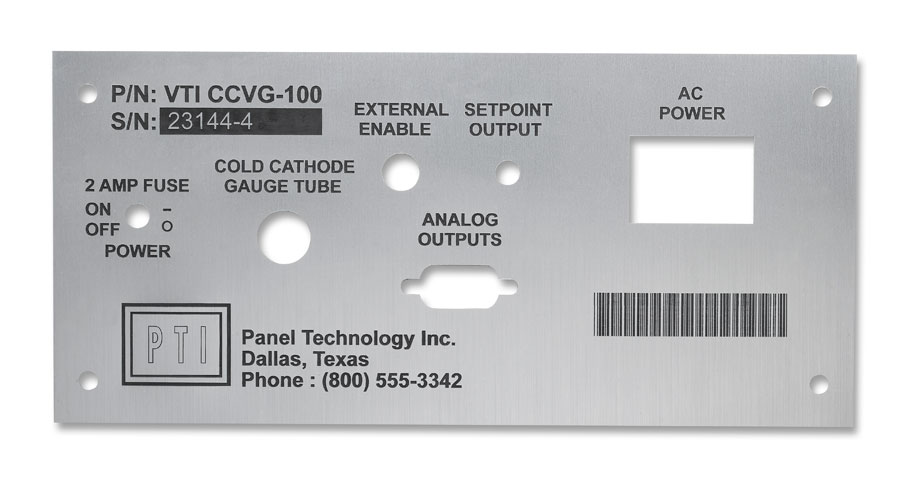 P/N: VTI CCVG-100
S/N: 23144-4
EXTERNAL
ENABLE
SETPOINT
OUTPUT
AC
POWER
COLD CATHODE
GAUGE TUBE
2 AMP FUSE
ON –
OFF O
POWER
ANALOG
OUTPUTS
PTI
Panel Technology Inc.
Dallas, Texas
Phone : (800) 555-3342